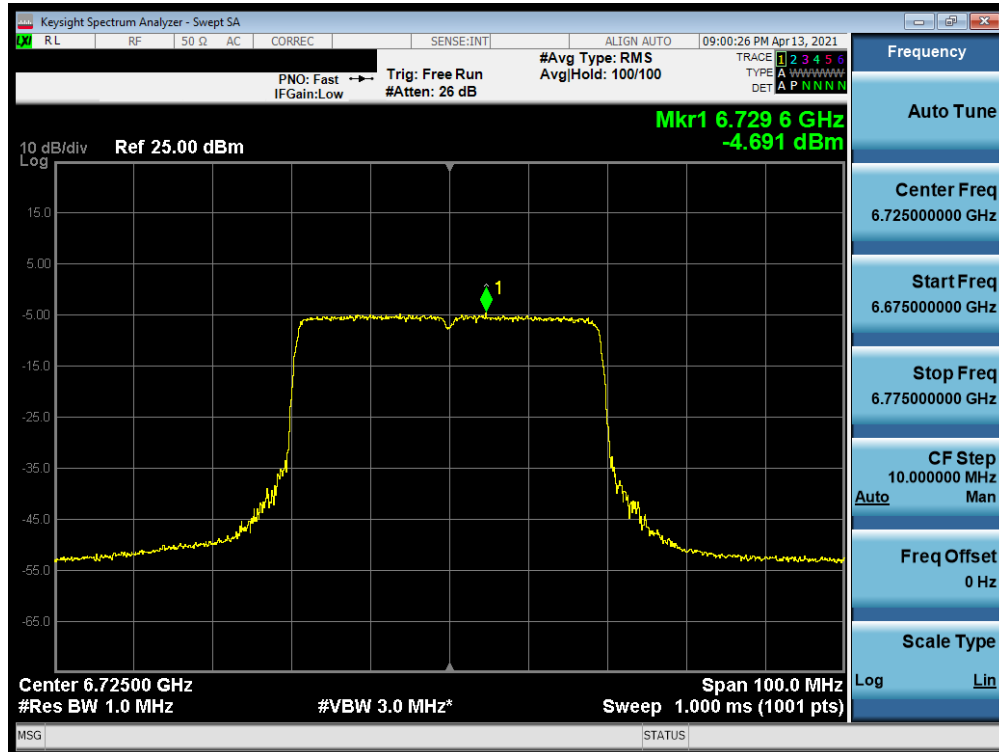 Keysight Spectrum Analyzer - Swept SA
LXI RL RF 50 Ω AC CORREC SENSE:INT ALIGN AUTO 09:00:26 PM Apr 13, 2021
PNO: Fast
IFGain:Low
Trig: Free Run
#Atten: 26 dB
#Avg Type: RMS
Avg|Hold: 100/100
TRACE 1 2 3 4 5 6
TYPE A WWWWW
DET A P N N N N
Mkr1 6.729 6 GHz
-4.691 dBm
10 dB/div Ref 25.00 dBm
Log
15.0
5.00
1
-5.00
-15.0
-25.0
-35.0
-45.0
-55.0
-65.0
Center 6.72500 GHz Span 100.0 MHz
#Res BW 1.0 MHz #VBW 3.0 MHz* Sweep 1.000 ms (1001 pts)
MSG STATUS
Frequency
Auto Tune
Center Freq
6.725000000 GHz
Start Freq
6.675000000 GHz
Stop Freq
6.775000000 GHz
CF Step
10.000000 MHz
Auto Man
Freq Offset
0 Hz
Scale Type
Log Lin